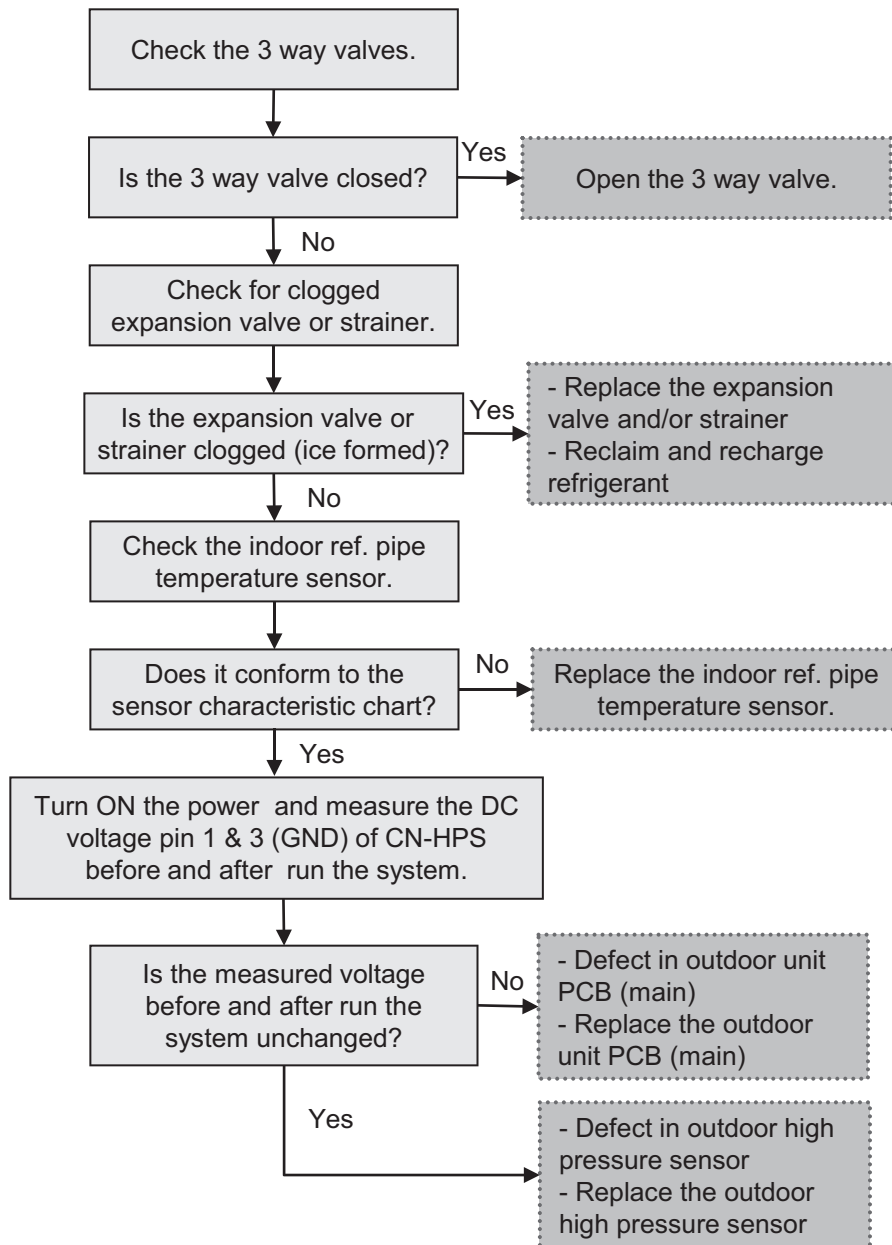 Check the 3 way valves.
Is the 3 way valve closed?
Yes
Open the 3 way valve.
No
Check for clogged
expansion valve or strainer.
Is the expansion valve or
strainer clogged (ice formed)?
Yes
- Replace the expansion
valve and/or strainer
- Reclaim and recharge
refrigerant
No
Check the indoor ref. pipe
temperature sensor.
Does it conform to the
sensor characteristic chart?
No
Replace the indoor ref. pipe
temperature sensor.
Yes
Turn ON the power and measure the DC
voltage pin 1 & 3 (GND) of CN-HPS
before and after run the system.
Is the measured voltage
before and after run the
system unchanged?
No
- Defect in outdoor unit
PCB (main)
- Replace the outdoor
unit PCB (main)
Yes
- Defect in outdoor high
pressure sensor
- Replace the outdoor
high pressure sensor